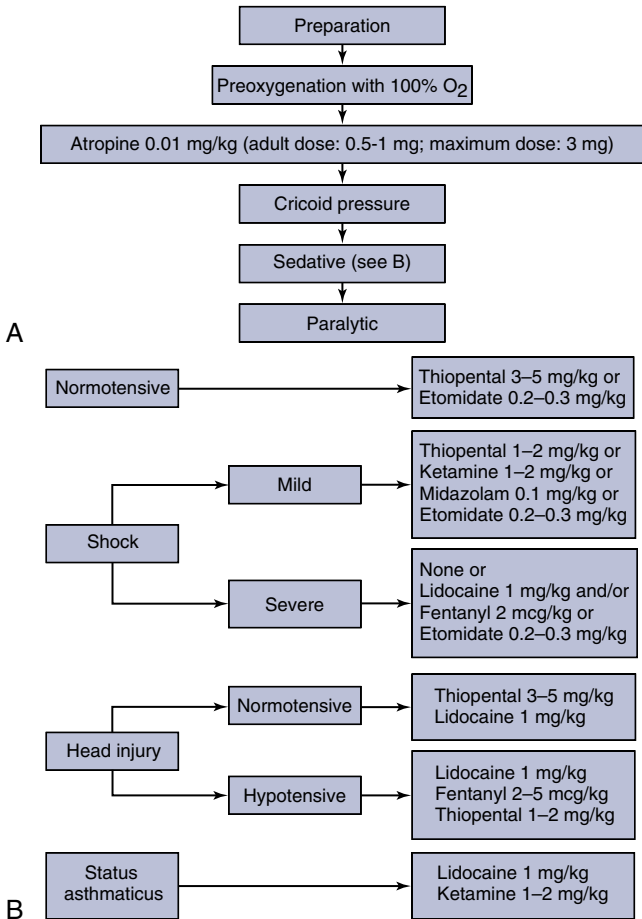 Preparation
Preoxygenation with 100% O2
Atropine 0.01 mg/kg (adult dose: 0.5-1 mg; maximum dose: 3 mg)
Cricoid pressure
Sedative (see B)
Paralytic
A
Normotensive
Thiopental 3–5 mg/kg or
Etomidate 0.2–0.3 mg/kg
Shock
Mild
Thiopental 1–2 mg/kg or
Ketamine 1–2 mg/kg or
Midazolam 0.1 mg/kg or
Etomidate 0.2–0.3 mg/kg
Severe
None or
Lidocaine 1 mg/kg and/or
Fentanyl 2 mcg/kg or
Etomidate 0.2–0.3 mg/kg
Head injury
Normotensive
Thiopental 3–5 mg/kg
Lidocaine 1 mg/kg
Hypotensive
Lidocaine 1 mg/kg
Fentanyl 2–5 mcg/kg
Thiopental 1–2 mg/kg
Status
asthmaticus
Lidocaine 1 mg/kg
Ketamine 1–2 mg/kg
B